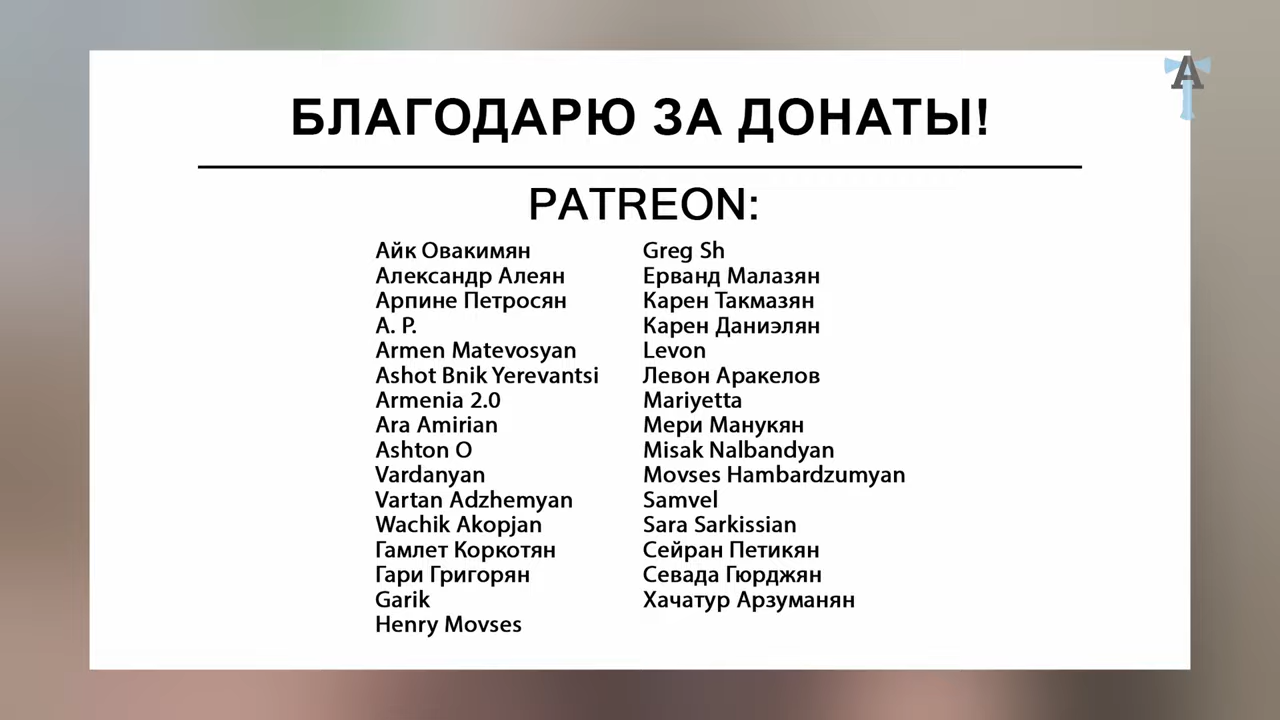 БЛАГОДАРЮ ЗА ДОНАТЫ!
PATREON:
Айк Овакимян
Александр Алеян
Арпине Петросян
А. Р.
Armen Matevosyan
Ashot Bnik Yerevantsi
Armenia 2.0
Ara Amirian
Ashton O
Vardanyan
Vartan Adzhemyan
Wachik Akopjan
Гамлет Коркотян
Гари Григорян
Garik
Henry Movses
Greg Sh
Ерванд Малазян
Карен Такмазян
Карен Даниэлян
Levon
Левон Аракелов
Mariyetta
Мери Манукян
Misak Nalbandyan
Movses Hambardzumyan
Samvel
Sara Sarkissian
Сейран Петикян
Севада Гюрджян
Хачатур Арзуманян
A